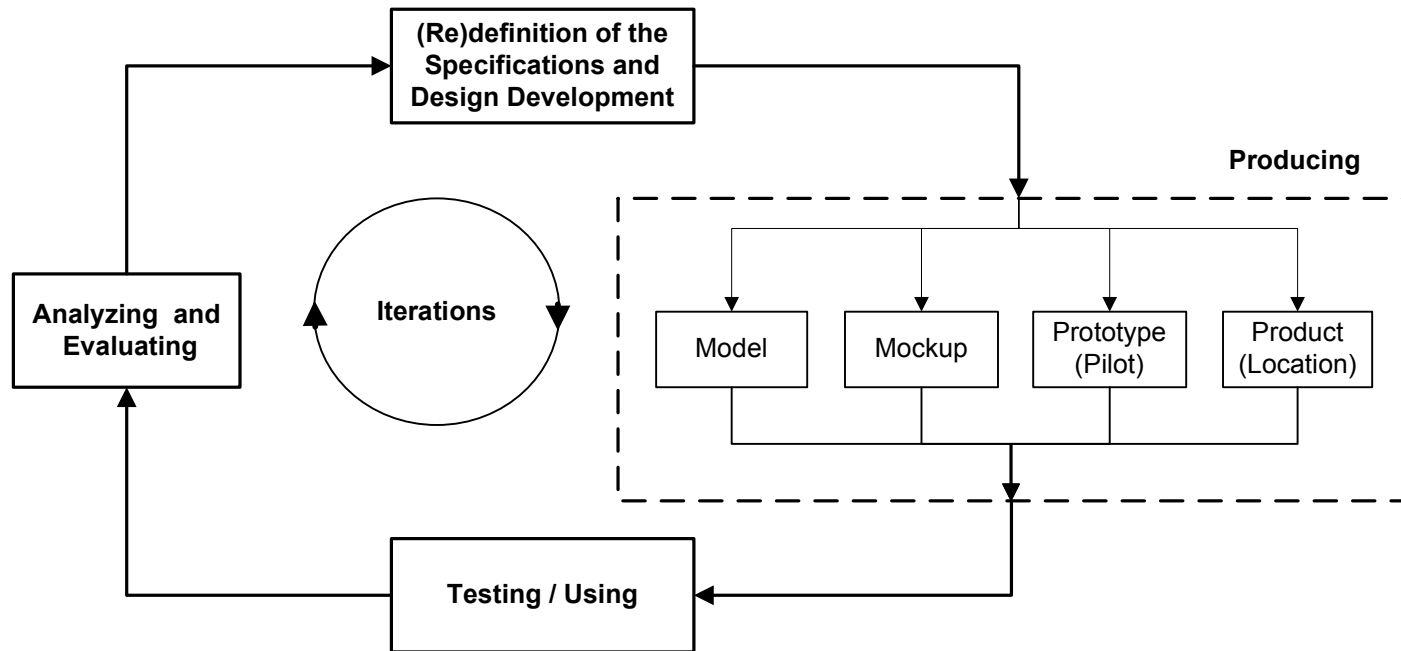 (Re)definition of the
Specifications and
Design Development
Producing
Analyzing and
Evaluating
Iterations
Model
Mockup
Prototype
(Pilot)
Product
(Location)
Testing / Using